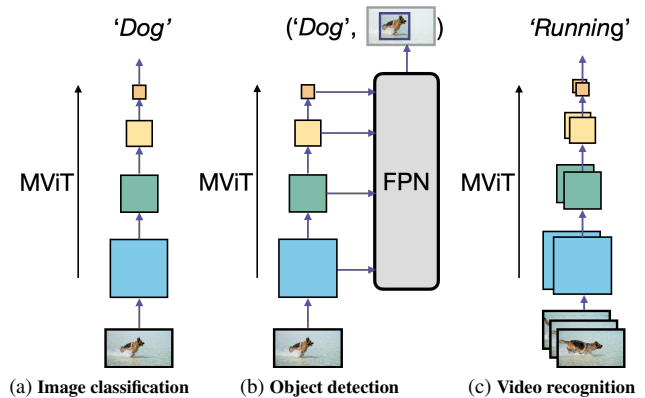 'Dog'
('Dog', )
'Running'
MViT
MViT
FPN
MViT
(a) Image classification
(b) Object detection
(c) Video recognition